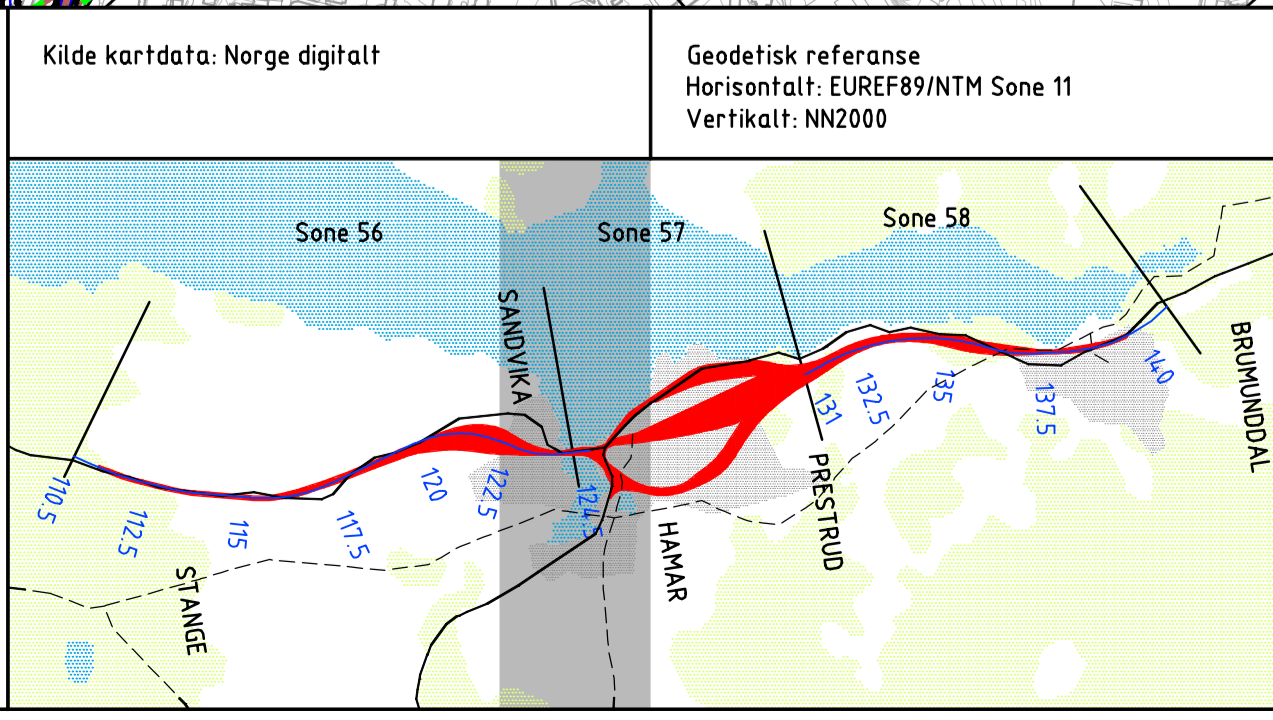 Kilde kartdata: Norge digitalt
Geodetisk referanse
Horisontalt: EUREF89/NTM Sone 11
Vertikalt: NN2000
Sone 56
Sone 57
Sone 58
SANDVIKA
BRUMUNDDAL
110.5
112.5
115
117.5
120
122.5
124.5
131
132.5
135
137.5
140
STANGE
HAMAR
PRESTRUD